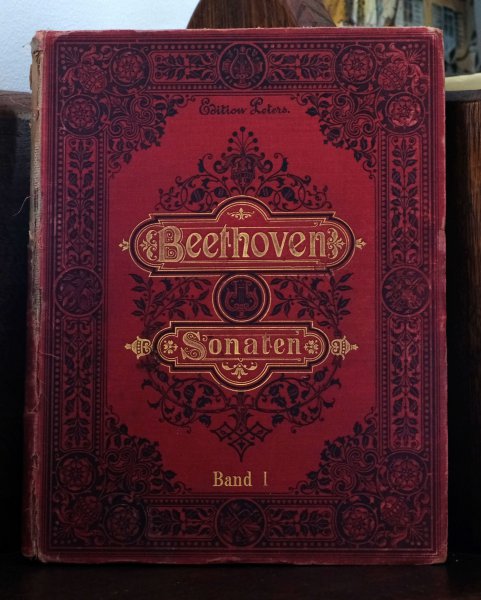 Edition Peters.
Beethoven
Sonaten
Band I